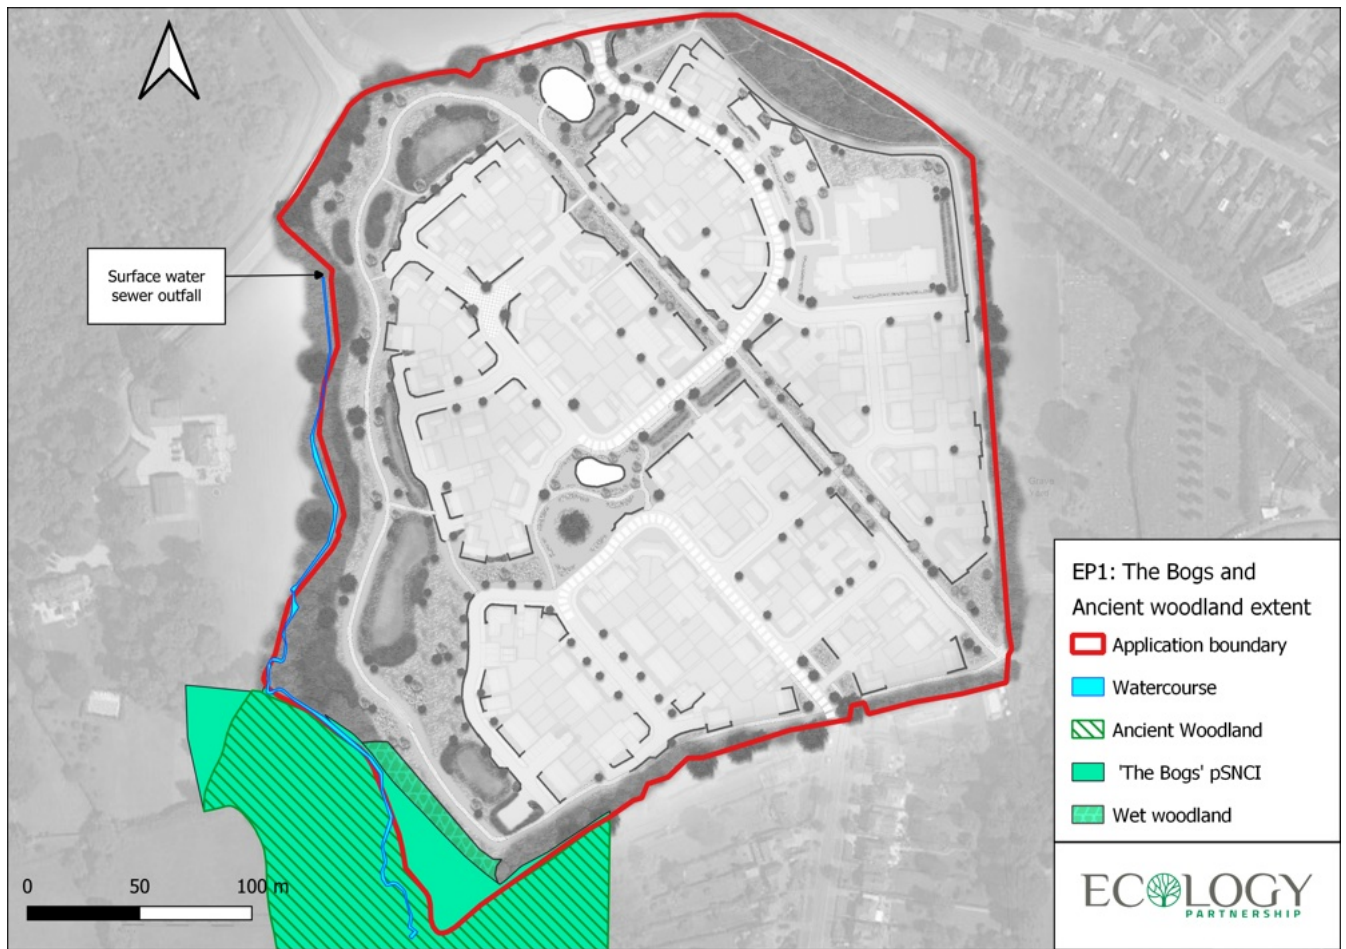 Surface water
sewer outfall
EP1: The Bogs and
Ancient woodland extent
Application boundary
Watercourse
Ancient Woodland
'The Bogs' pSNCI
Wet woodland
0 50 100 m
ECOLOGY
PARTNERSHIP